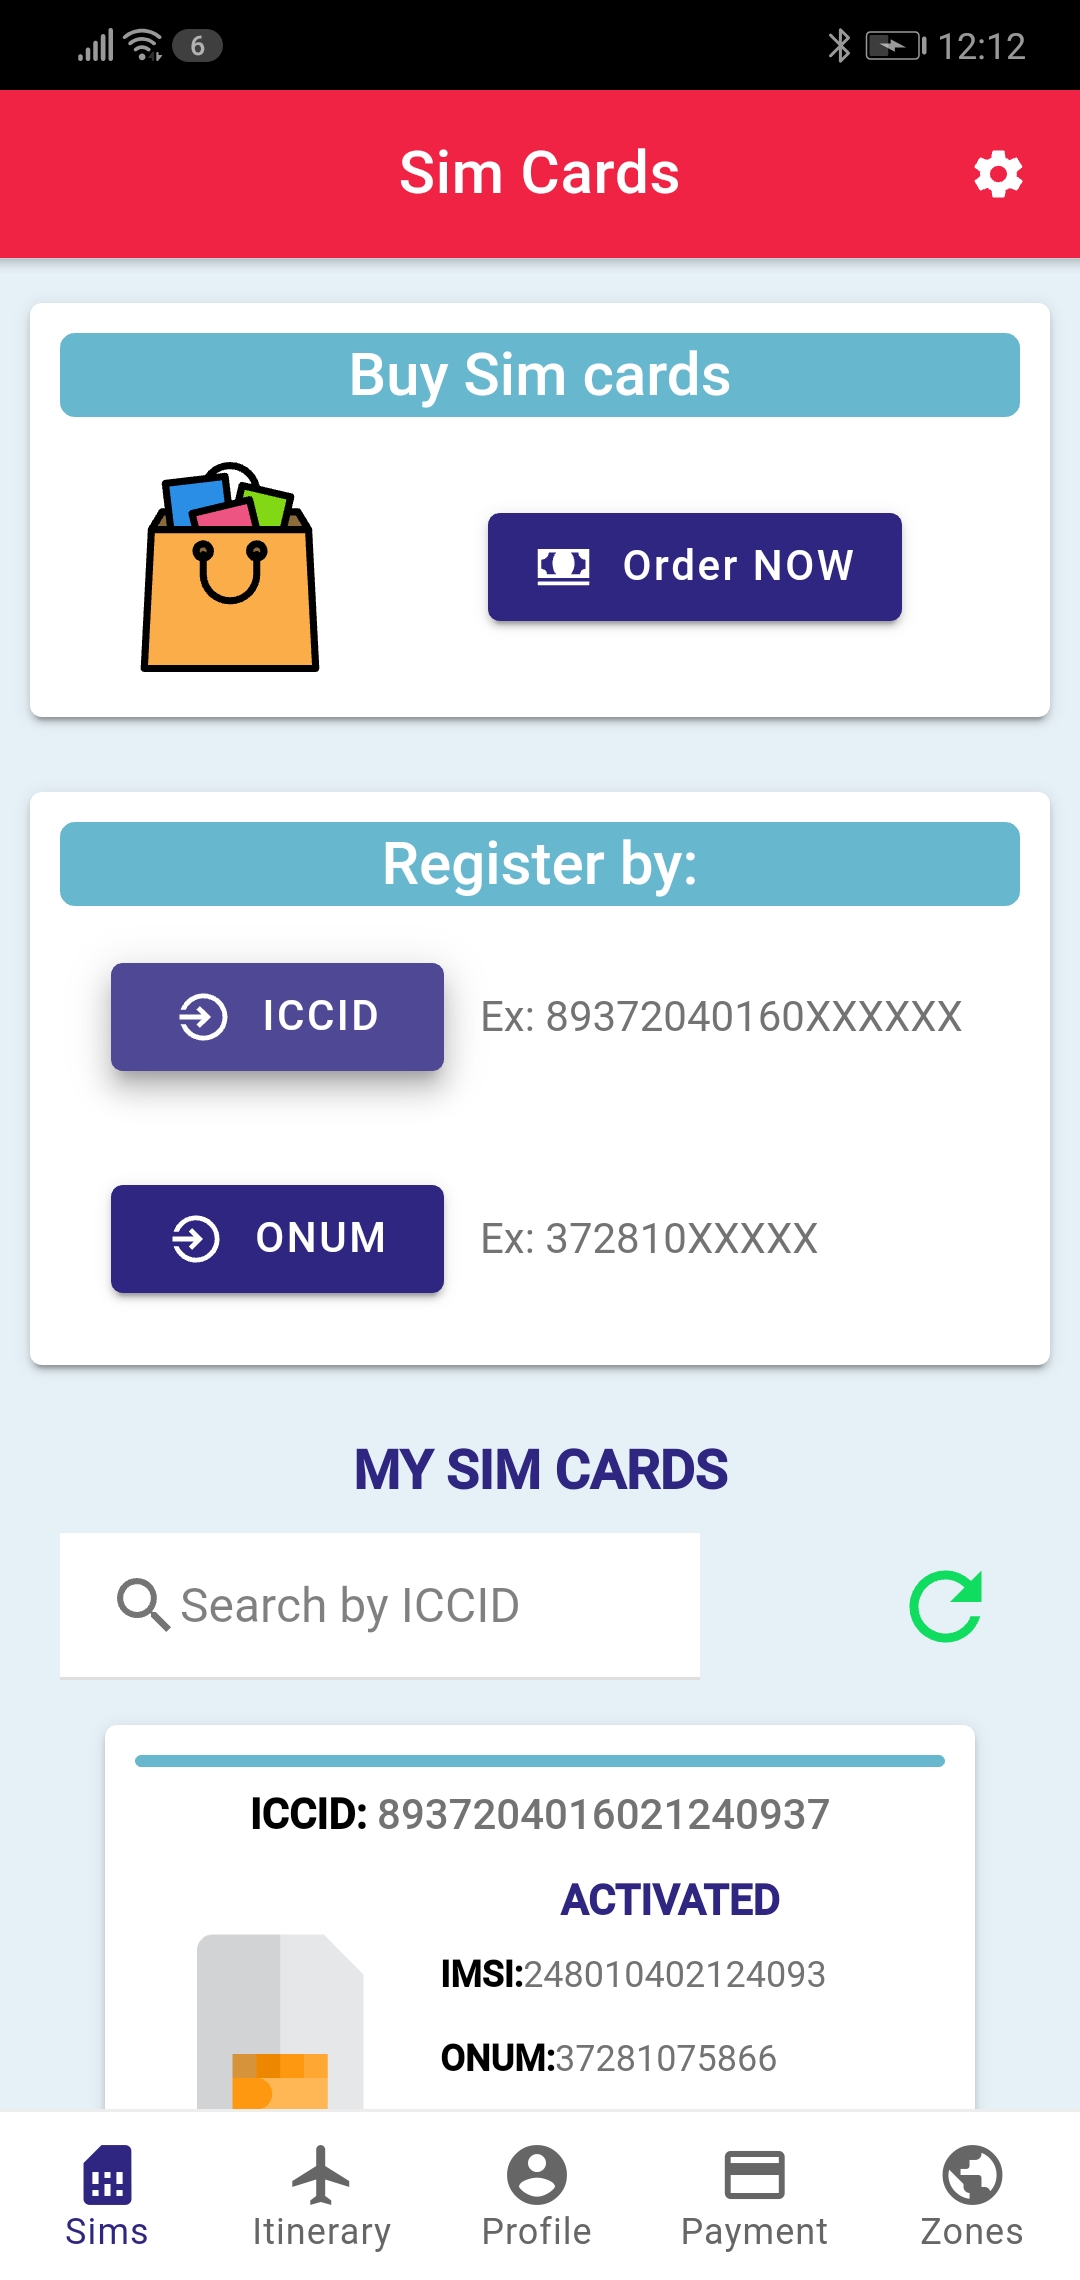 6
12:12
Sim Cards
Buy Sim cards
Order NOW
Register by:
ICCID
Ex: 89372040160XXXXXX
ONUM
Ex: 372810XXXXX
MY SIM CARDS
Search by ICCID
ICCID: 8937204016021240937
ACTIVATED
IMSI:248010402124093
ONUM:37281075866
Sims
Itinerary
Profile
Payment
Zones